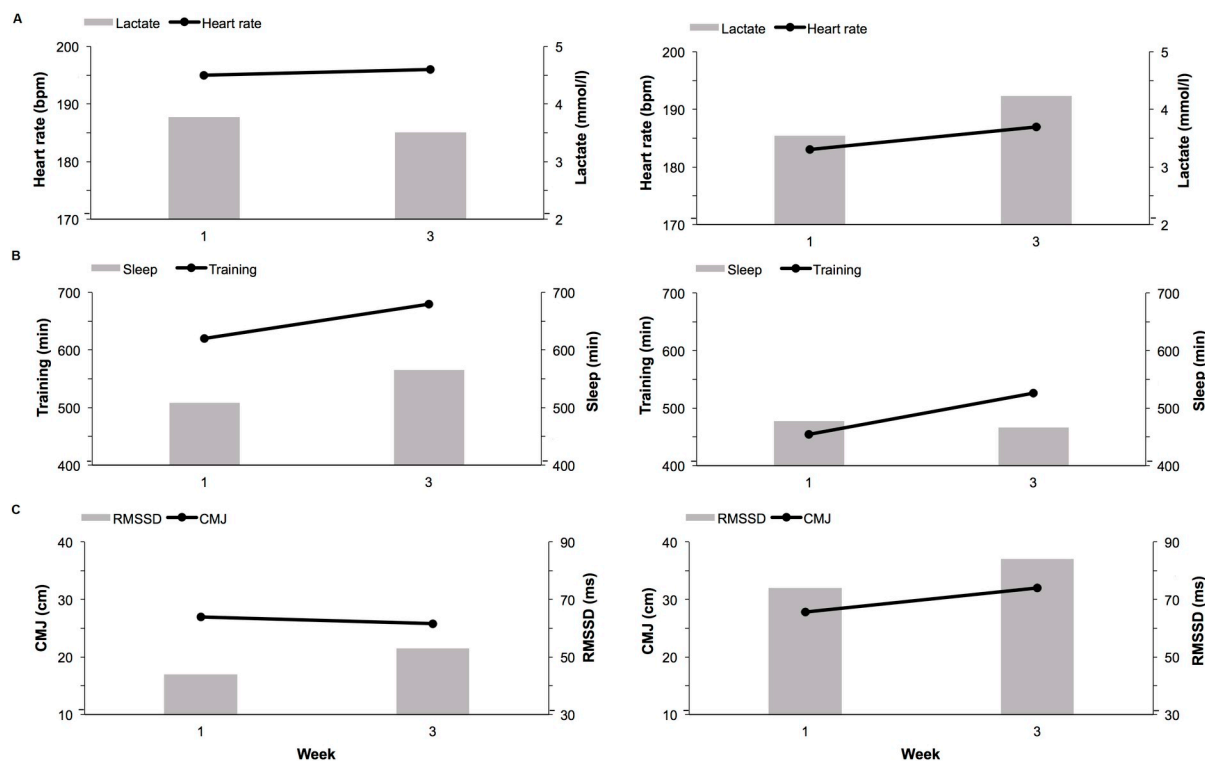 A
Lactate Heart rate
Heart rate (bpm)
200
190
180
170
5
4
3
2
Lactate (mmol/l)
1 3
Lactate Heart rate
Heart rate (bpm)
200
190
180
170
5
4
3
2
Lactate (mmol/l)
1 3
B
Sleep Training
Training (min)
700
600
500
400
700
600
500
400
Sleep (min)
1 3
Sleep Training
Training (min)
700
600
500
400
700
600
500
400
Sleep (min)
1 3
C
RMSSD CMJ
CMJ (cm)
40
30
20
10
90
70
50
30
RMSSD (ms)
1 3
Week
RMSSD CMJ
CMJ (cm)
40
30
20
10
90
70
50
30
RMSSD (ms)
1 3
Week